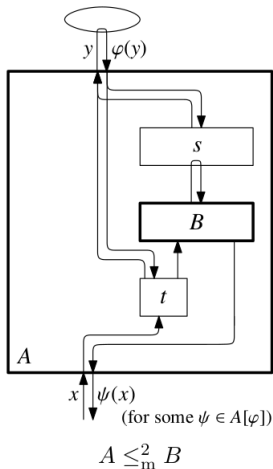 y φ(y)
s
B
t
A
x ψ(x)
(for some ψ ∈ A[φ])
A ≤²ₘ B